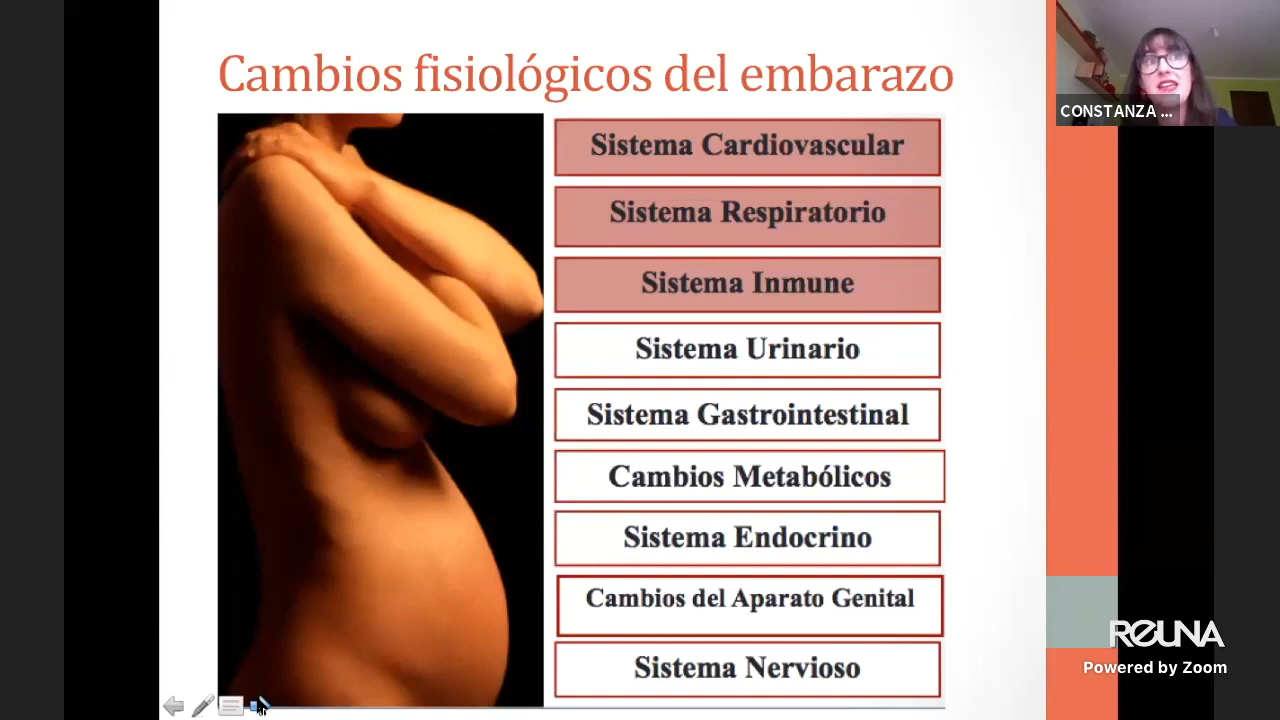 Cambios fisiológicos del embarazo
Sistema Cardiovascular
Sistema Respiratorio
Sistema Inmune
Sistema Urinario
Sistema Gastrointestinal
Cambios Metabólicos
Sistema Endocrino
Cambios del Aparato Genital
Sistema Nervioso
CONSTANZA ...
REUNA
Powered by Zoom